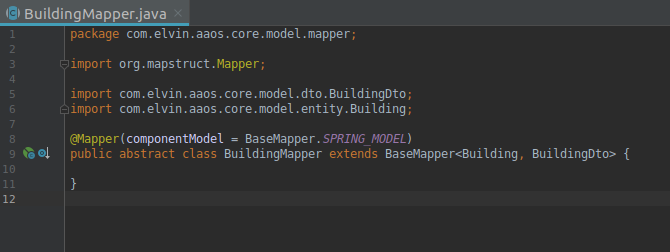 BuildingMapper.java
1 package com.elvin.aaos.core.model.mapper;
2
3 import org.mapstruct.Mapper;
4
5 import com.elvin.aaos.core.model.dto.BuildingDto;
6 import com.elvin.aaos.core.model.entity.Building;
7
8 @Mapper(componentModel = BaseMapper.SPRING_MODEL)
9 public abstract class BuildingMapper extends BaseMapper<Building, BuildingDto> {
10
11 }
12